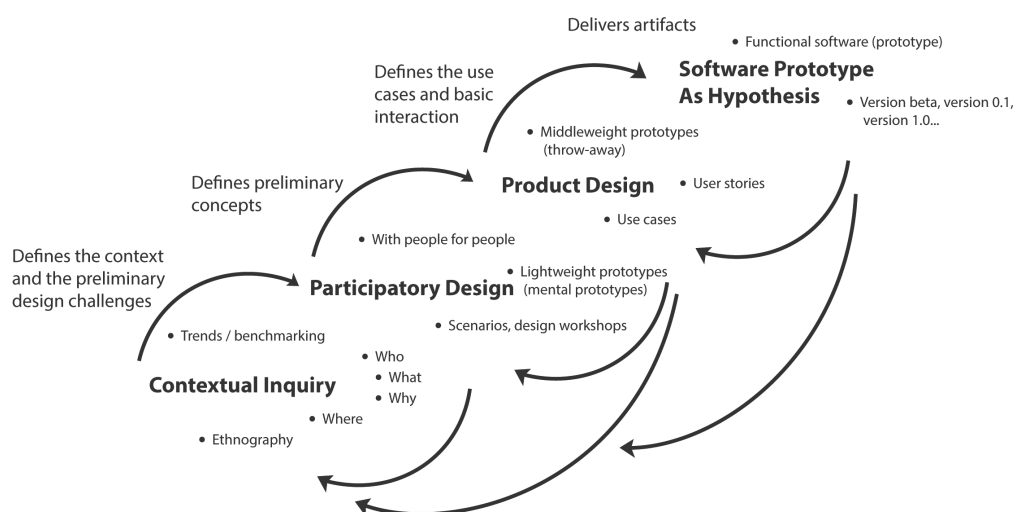 Delivers artifacts
• Functional software (prototype)
Software Prototype
As Hypothesis
• Version beta, version 0.1,
version 1.0...
Defines the use
cases and basic
interaction
• Middleweight prototypes
(throw-away)
Product Design
• User stories
• Use cases
Defines preliminary
concepts
• With people for people
• Lightweight prototypes
(mental prototypes)
Participatory Design
• Scenarios, design workshops
Defines the context
and the preliminary
design challenges
• Trends / benchmarking
• Who
• What
• Why
Contextual Inquiry
• Where
• Ethnography